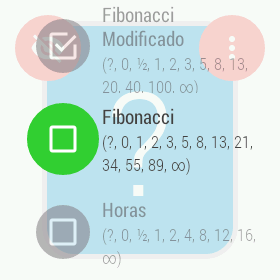 Fibonacci
Modificado
(?, 0, ½, 1, 2, 3, 5, 8, 13,
20, 40, 100, ∞)
Fibonacci
(?, 0, 1, 2, 3, 5, 8, 13, 21,
34, 55, 89, ∞)
?
Horas
(?, 0, ½, 1, 2, 4, 8, 12, 16,
∞)